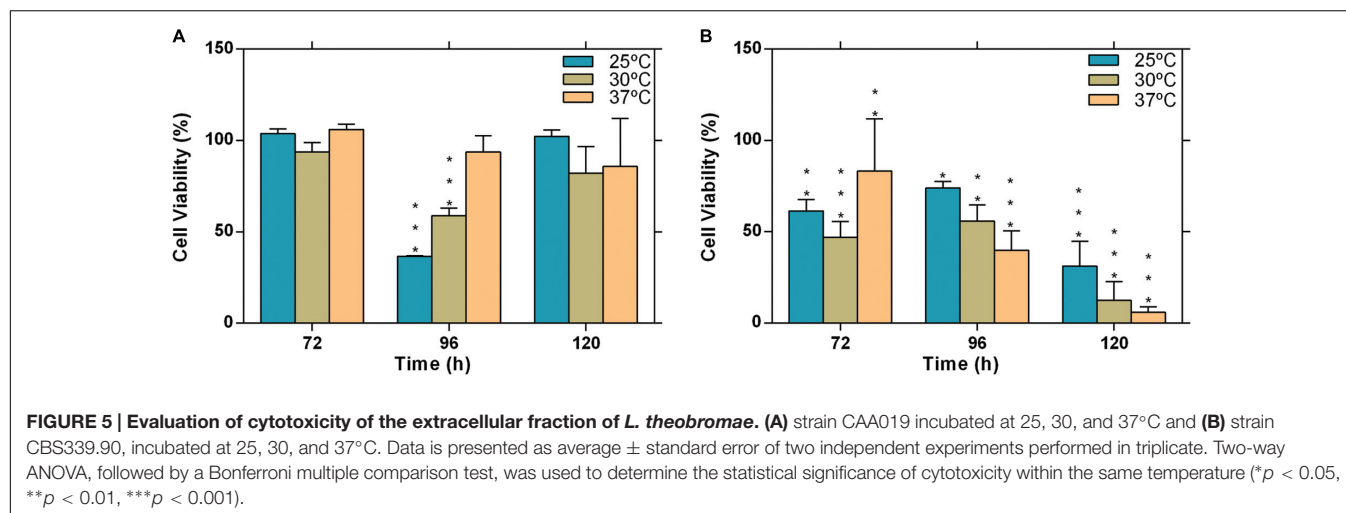 A
150
100
50
0
Cell Viability (%)
25ºC
30ºC
37ºC
* * *
* * *
72
96
120
Time (h)
B
150
100
50
0
Cell Viability (%)
25ºC
30ºC
37ºC
* *
* * *
* *
*
* *
* * *
* * *
* * *
* * *
72
96
120
Time (h)
FIGURE 5 | Evaluation of cytotoxicity of the extracellular fraction of L. theobromae. (A) strain CAA019 incubated at 25, 30, and 37°C and (B) strain
CBS339.90, incubated at 25, 30, and 37°C. Data is presented as average ± standard error of two independent experiments performed in triplicate. Two-way
ANOVA, followed by a Bonferroni multiple comparison test, was used to determine the statistical significance of cytotoxicity within the same temperature (*p < 0.05,
**p < 0.01, ***p < 0.001).